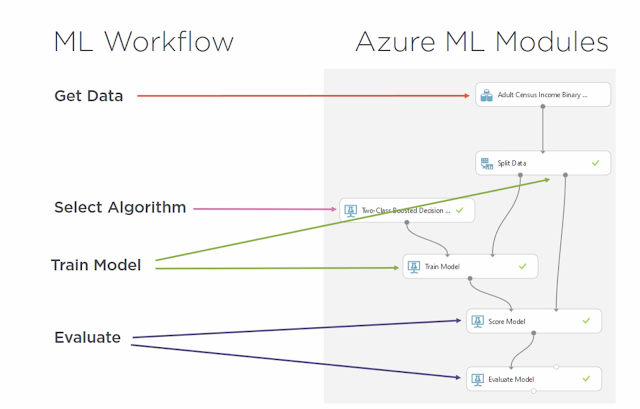 ML Workflow
Azure ML Modules
Get Data
Adult Census Income Binary ...
Split Data
Select Algorithm
Two-Class Boosted Decision ...
Train Model
Train Model
Evaluate
Score Model
Evaluate Model